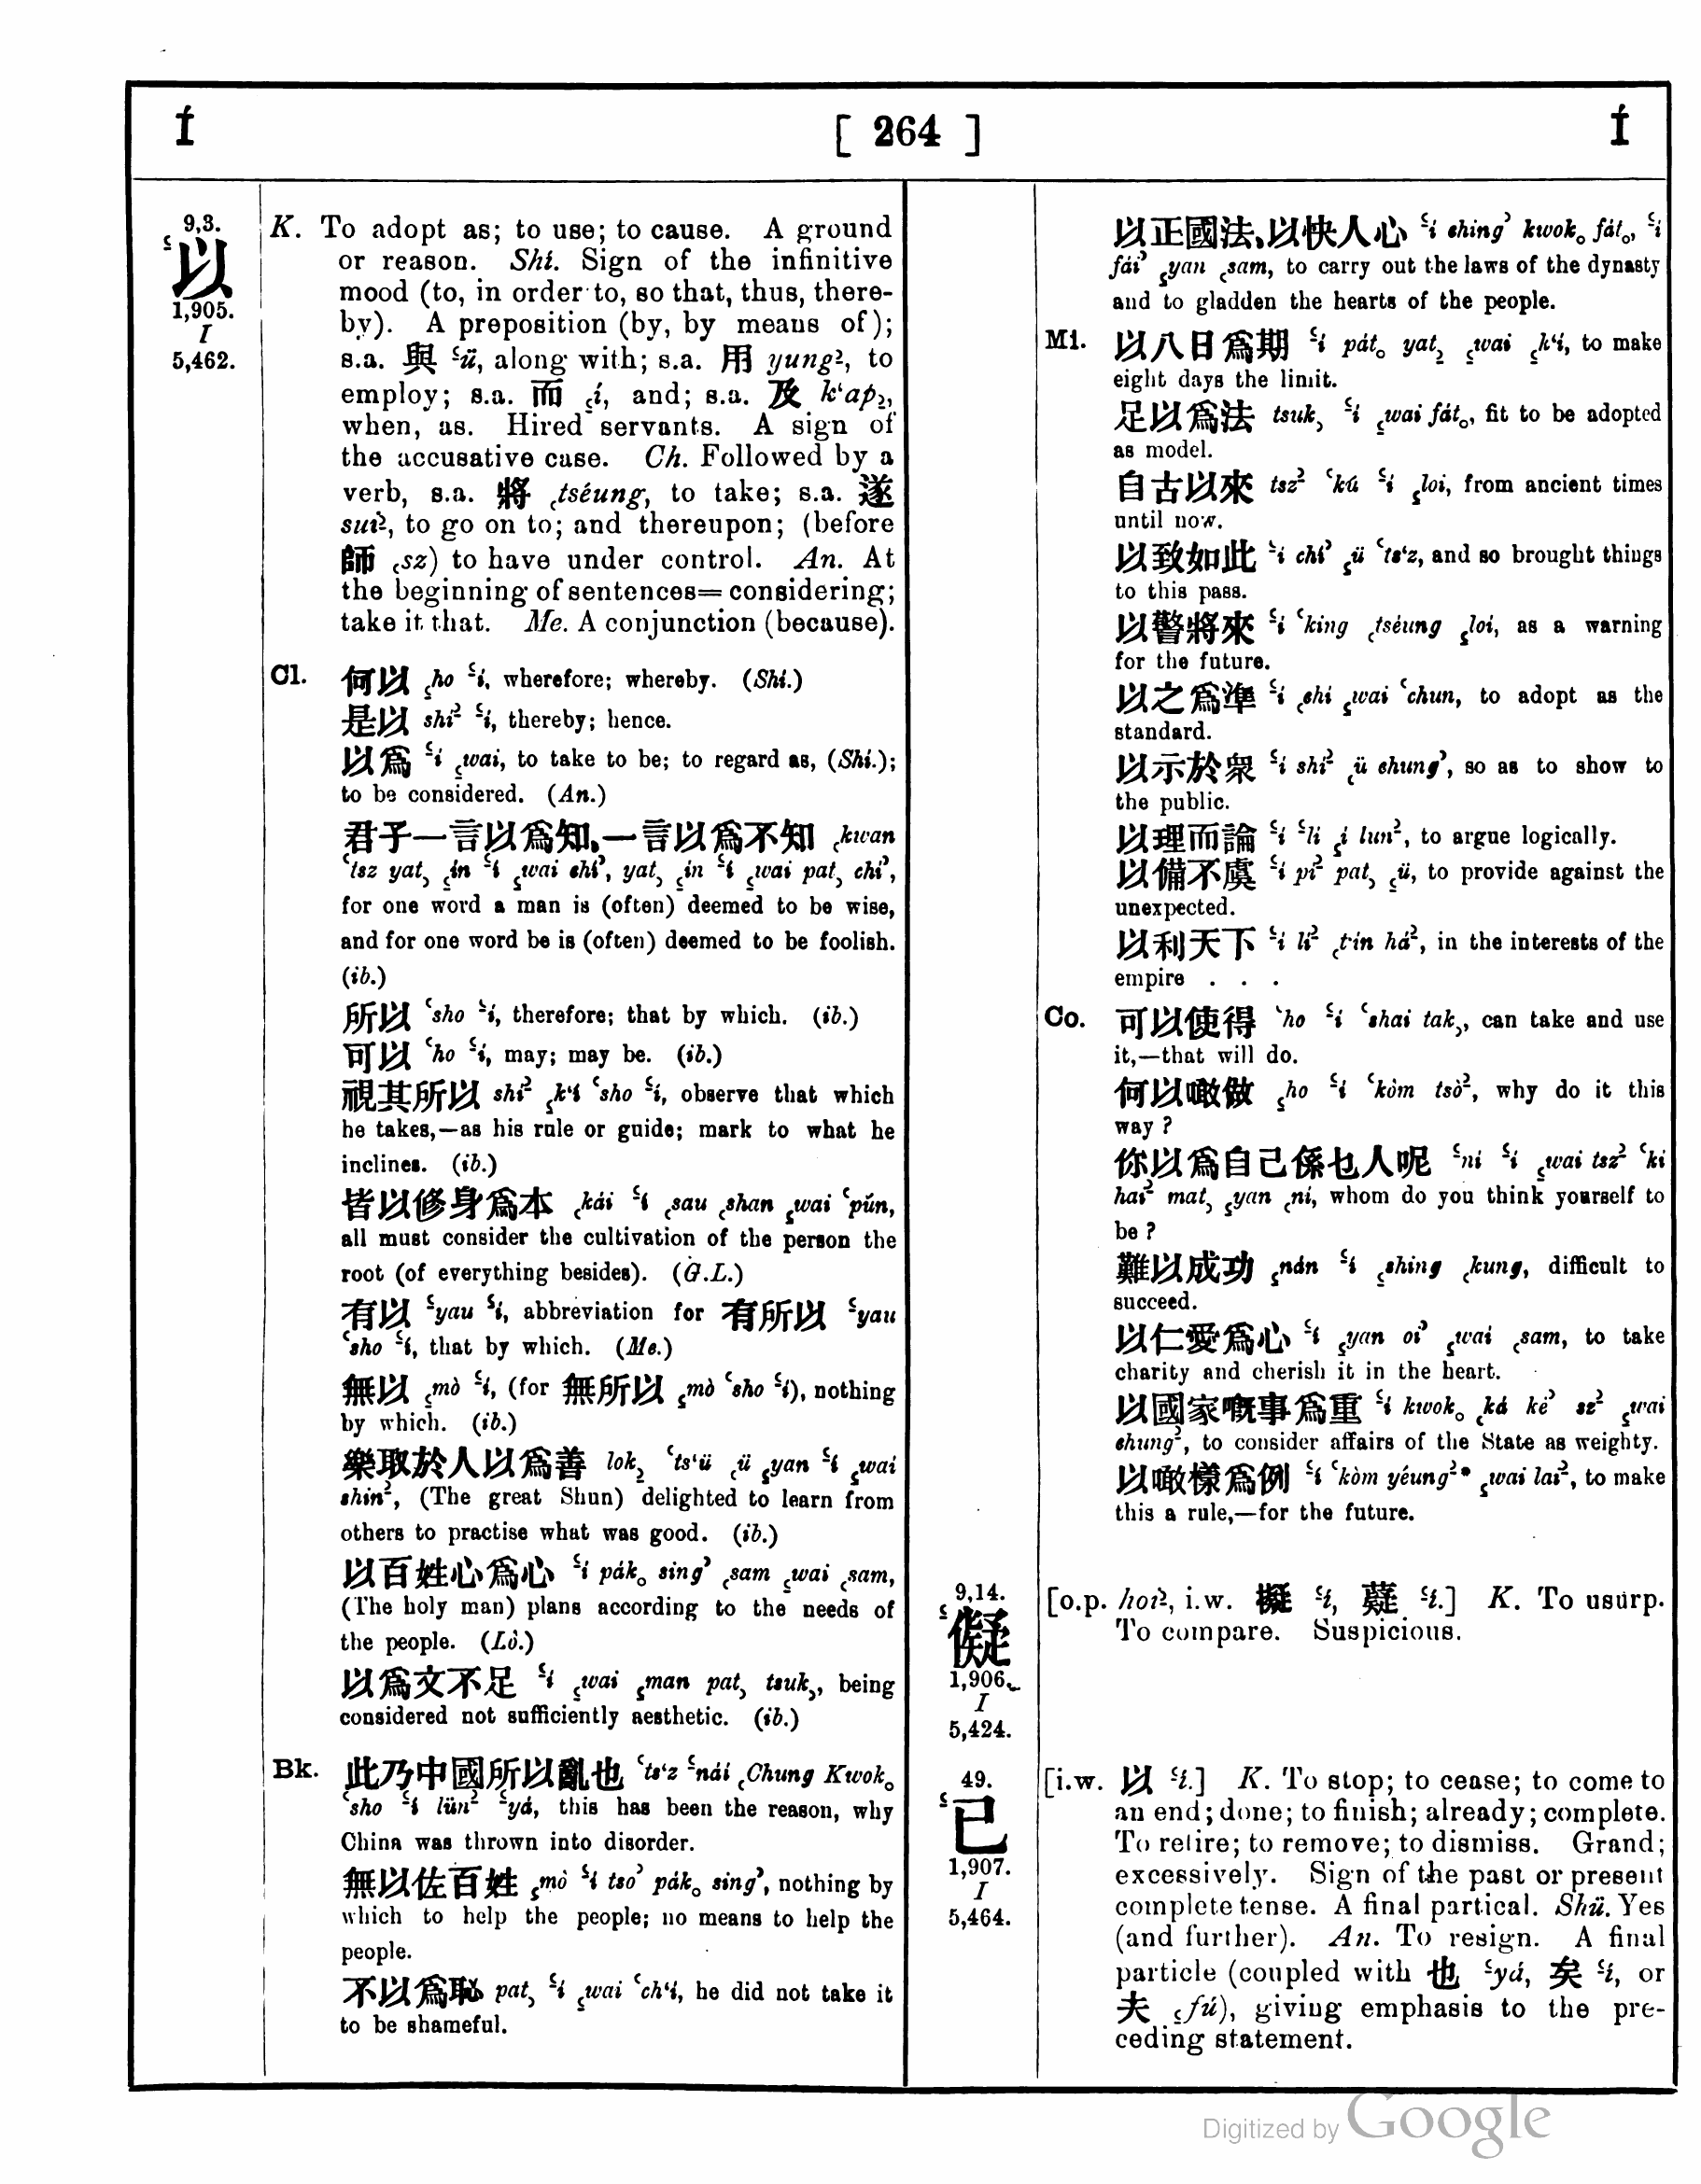 Í [ 264 ] Í
9,3.
以
1,905.
I
5,462.
K. To adopt as; to use; to cause. A ground
or reason. Shí. Sign of the infinitive
mood (to, in order to, so that, thus, there-
by). A preposition (by, by means of);
s.a. 與 ꜂ü, along with; s.a. 用 yung², to
employ; s.a. 而 ꜁í, and; s.a. 及 k‘ap₂,
when, as. Hired servants. A sign of
the accusative case. Ch. Followed by a
verb, s.a. 將 ꜀tséung, to take; s.a. 遂
sui², to go on to; and thereupon; (before
師 ꜀sz) to have under control. An. At
the beginning of sentences= considering;
take it that. Me. A conjunction (because).
Cl. 何以 ꜁ho ꜃í, wherefore; whereby. (Shí.)
是以 shí² ꜃í, thereby; hence.
以爲 ꜃í ꜁wai, to take to be; to regard as, (Shí.);
to be considered. (An.)
君子一言以爲知,一言以爲不知 ꜀kwan
꜂tsz yat꜆ ꜁ín ꜃í ꜁wai chí꜄, yat꜆ ꜁ín ꜃í ꜁wai pat꜆ chí꜄,
for one word a man is (often) deemed to be wise,
and for one word be is (often) deemed to be foolish.
(ib.)
所以 ꜂sho ꜃í, therefore; that by which. (ib.)
可以 ꜂ho ꜃í, may; may be. (ib.)
視其所以 shí² ꜁k‘í ꜂sho ꜃í, observe that which
he takes,—as his rule or guide; mark to what he
inclines. (ib.)
皆以修身爲本 ꜀kái ꜃í ꜀sau ꜀shan ꜁wai ꜂pún,
all must consider the cultivation of the person the
root (of everything besides). (G.L.)
有以 ꜃yau ꜃í, abbreviation for 有所以 ꜃yau
꜂sho ꜃í, that by which. (Me.)
無以 ꜁mò ꜃í, (for 無所以 ꜁mò ꜂sho ꜃í), nothing
by which. (ib.)
樂取於人以爲善 lok₂ ꜂ts‘ü ꜀ü ꜁yan ꜃í ꜁wai
shín², (The great Shun) delighted to learn from
others to practise what was good. (ib.)
以百姓心爲心 ꜃í pák。 sing꜄ ꜀sam ꜁wai ꜀sam,
(The holy man) plans according to the needs of
the people. (Lò.)
以爲文不足 ꜃í ꜁wai ꜁man pat꜆ tsuk꜆, being
considered not sufficiently aesthetic. (ib.)
Bk. 此乃中國所以亂也 ꜂ts‘z ꜃nái ꜀Chung Kwok。
꜂sho ꜃í lün² ꜃yá, this has been the reason, why
China was thrown into disorder.
無以佐百姓 ꜁mò ꜃í tso꜄ pák。 sing꜄, nothing by
which to help the people; no means to help the
people.
不以爲恥 pat꜆ ꜃í ꜁wai ꜂ch‘í, he did not take it
to be shameful.
以正國法,以快人心 ꜃í ching꜄ kwok。 fát。, ꜃í
fái꜄ ꜁yan ꜀sam, to carry out the laws of the dynasty
and to gladden the hearts of the people.
Mi. 以八日爲期 ꜃í pát。 yat₂ ꜁wai ꜁k‘í, to make
eight days the limit.
足以爲法 tsuk꜆ ꜃í ꜁wai fát。, fit to be adopted
as model.
自古以來 tsz² ꜂kú ꜃í ꜁loi, from ancient times
until now.
以致如此 ꜃í chí꜄ ꜁ü ꜂ts‘z, and so brought things
to this pass.
以警將來 ꜃í ꜂king ꜀tséung ꜁loi, as a warning
for the future.
以之爲準 ꜃í ꜀chí ꜁wai ꜂chun, to adopt as the
standard.
以示於衆 ꜃í shí² ꜀ü chung꜄, so as to show to
the public.
以理而論 ꜃í ꜃lí ꜁í lun², to argue logically.
以備不虞 ꜃í pí² pat꜆ ꜁ü, to provide against the
unexpected.
以利天下 ꜃í lí² ꜀t‘ín há², in the interests of the
empire . . .
Co. 可以使得 ꜂ho ꜃í ꜂shai tak꜆, can take and use
it,—that will do.
何以噉做 ꜁ho ꜃í ꜂kòm tsò², why do it this
way ?
你以爲自己係乜人呢 ꜃ní ꜃í ꜁wai tsz² ꜂kí
hai² mat꜆ ꜁yan ꜀ní, whom do you think yourself to
be ?
難以成功 ꜁nán ꜃í ꜁shing ꜀kung, difficult to
succeed.
以仁愛爲心 ꜃í ꜁yan oi꜄ ꜁wai ꜀sam, to take
charity and cherish it in the heart.
以國家嘅事爲重 ꜃í kwok。 ꜀ká kè꜄ sz² ꜁wai
chung², to consider affairs of the State as weighty.
以噉樣爲例 ꜃í ꜂kòm yéung²* ꜁wai lai², to make
this a rule,—for the future.
9,14.
儗
1,906.
I
5,424.
[o.p. hoi², i.w. 擬 ꜃í, 薿 ꜃í.] K. To usurp.
To compare. Suspicious.
49.
已
1,907.
I
5,464.
[i.w. 以 ꜃í.] K. To stop; to cease; to come to
an end; done; to finish; already; complete.
To retire; to remove; to dismiss. Grand;
excessively. Sign of the past or present
complete tense. A final partical. Shü. Yes
(and further). An. To resign. A final
particle (coupled with 也 ꜃yá, 矣 ꜃í, or
夫 ꜁fú), giving emphasis to the pre-
ceding statement.
Digitized by Google